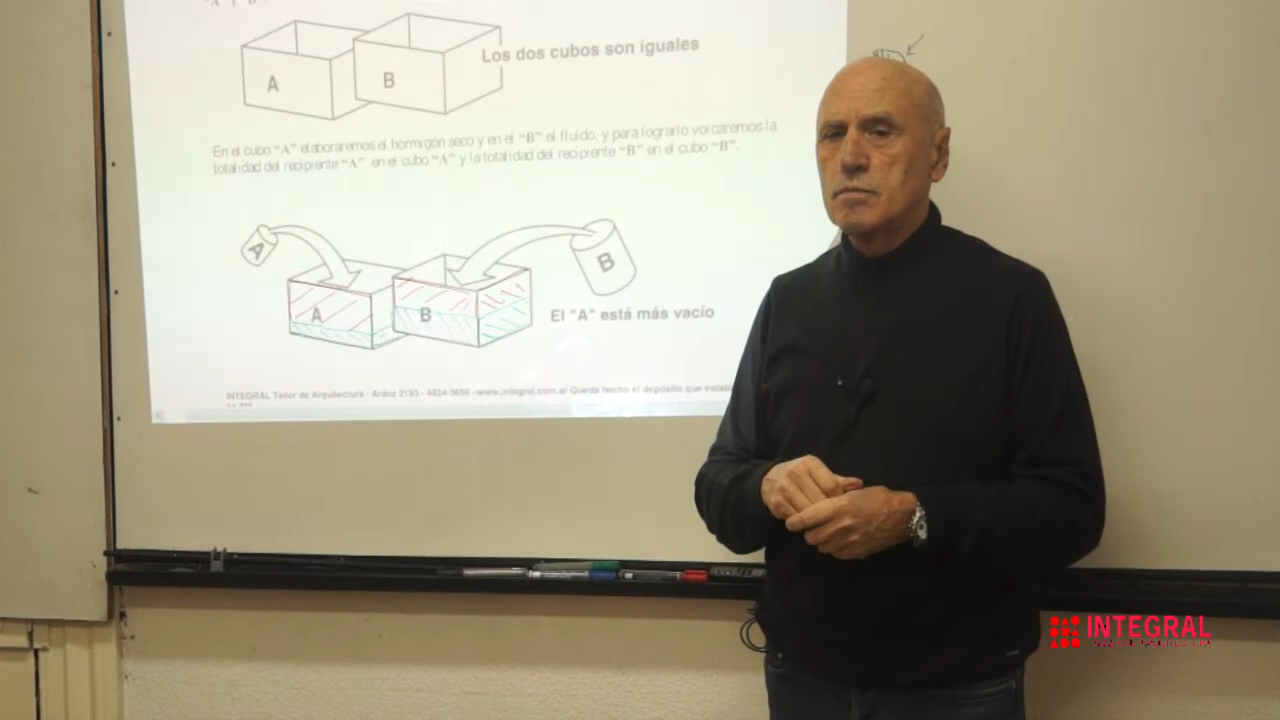 "A" y "B".
A
B
Los dos cubos son iguales
En el cubo "A" elaboraremos el hormigón seco y en el "B" el fluido, y para lograrlo volcaremos la
totalidad del recipiente "A" en el cubo "A" y la totalidad del recipiente "B" en el cubo "B".
A
B
A
B
El "A" está más vacío
INTEGRAL Taller de Arquitectura / Aráoz 2193 - 4824-5658 -www.integral.com.ar Queda hecho el depósito que
INTEGRAL